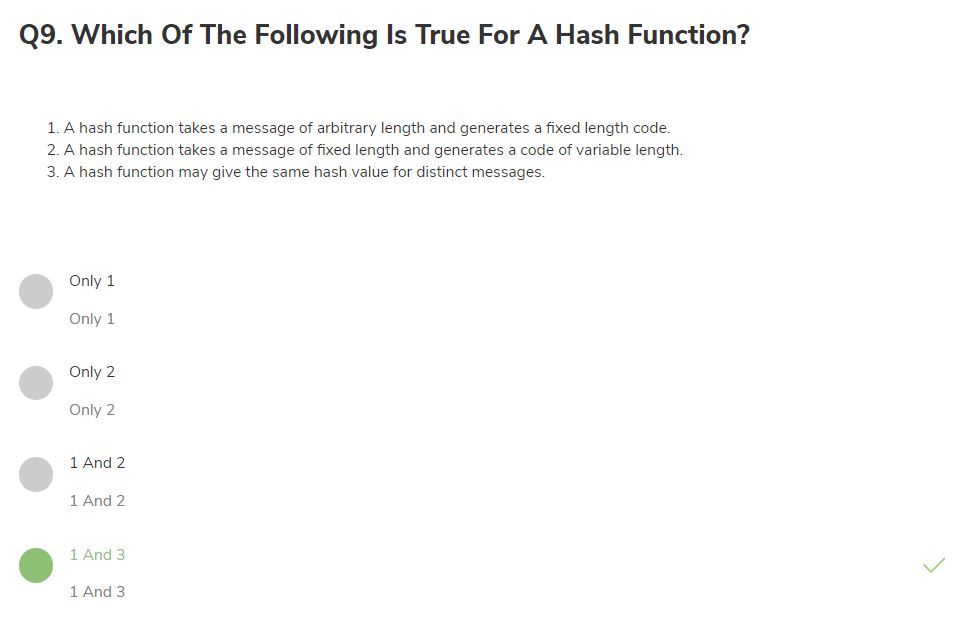 Q9. Which Of The Following Is True For A Hash Function?
1. A hash function takes a message of arbitrary length and generates a fixed length code.
2. A hash function takes a message of fixed length and generates a code of variable length.
3. A hash function may give the same hash value for distinct messages.
Only 1
Only 1
Only 2
Only 2
1 And 2
1 And 2
1 And 3
1 And 3